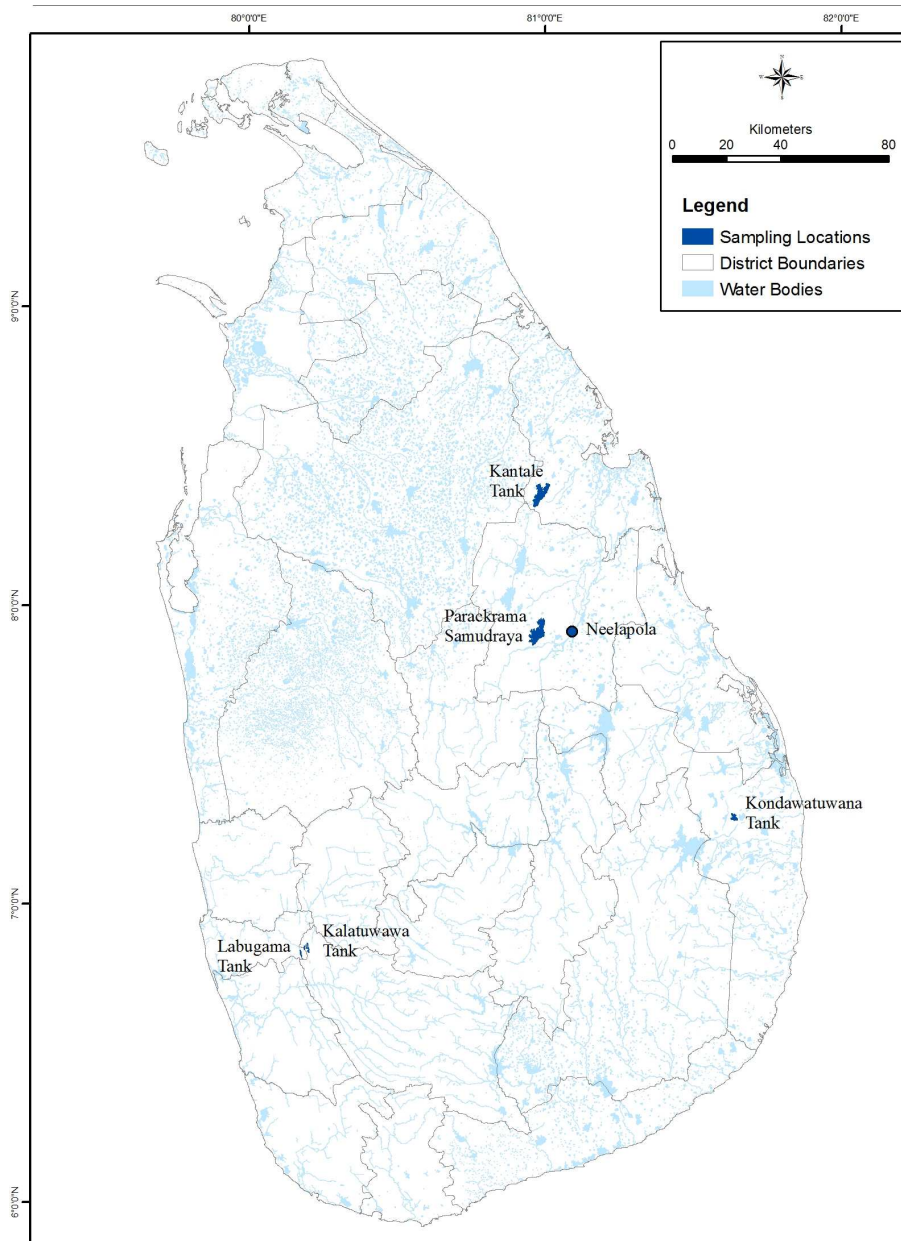 80°0'0"E 81°0'0"E 82°0'0"E
N
W E
S
Kilometers
0 20 40 80
Legend
Sampling Locations
District Boundaries
Water Bodies
9°0'0"N
Kantale
Tank
8°0'0"N
Parackrama
Samudraya
Neelapola
Kondawatuwana
Tank
7°0'0"N
Labugama
Tank
Kalatuwawa
Tank
6°0'0"N